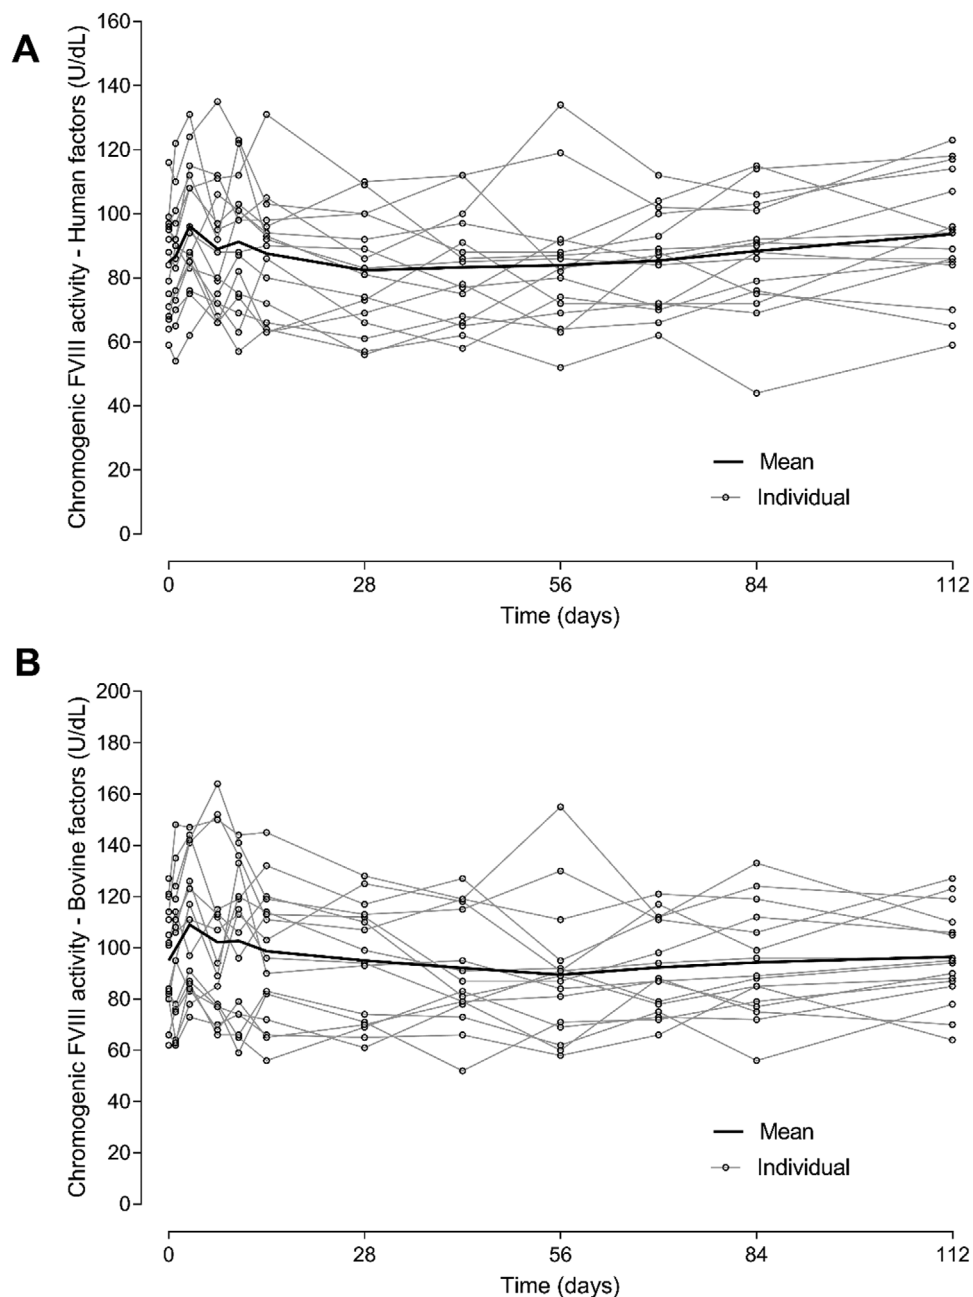 A
Chromogenic FVIII activity - Human factors (U/dL)
160
140
120
100
80
60
40
20
0
Mean
Individual
0 28 56 84 112
Time (days)
B
Chromogenic FVIII activity - Bovine factors (U/dL)
200
180
160
140
120
100
80
60
40
20
0
Mean
Individual
0 28 56 84 112
Time (days)